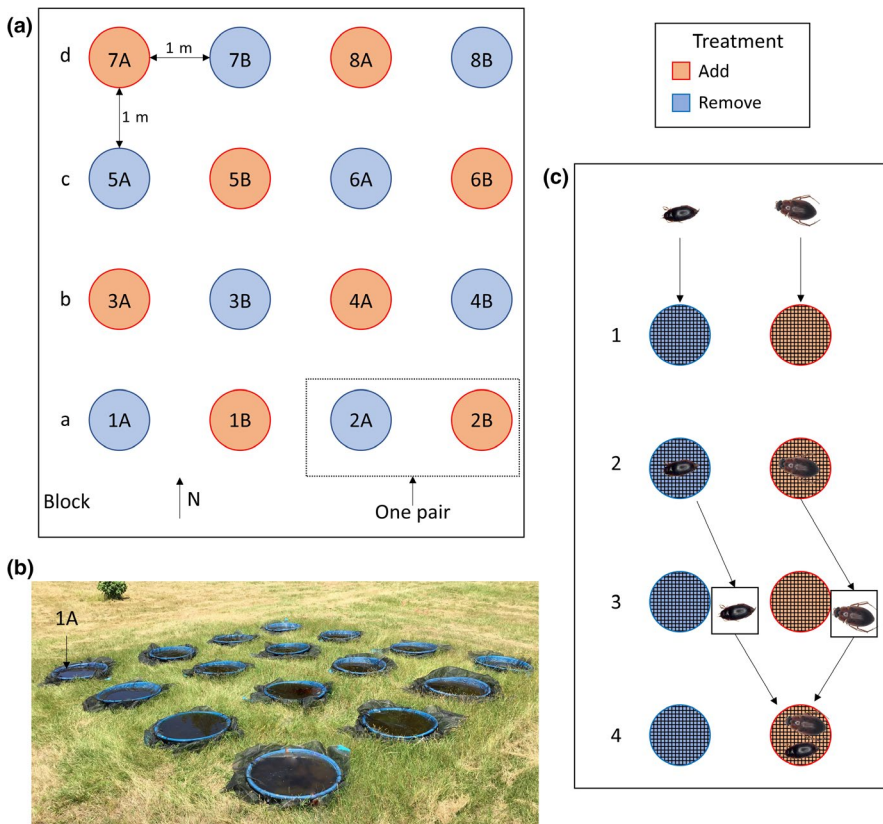 (a)
d 7A 1 m 7B 8A 8B
1 m
c 5A 5B 6A 6B
b 3A 3B 4A 4B
a 1A 1B 2A 2B
Block N One pair
Treatment
Add
Remove
(b)
1A
(c)
1
2
3
4